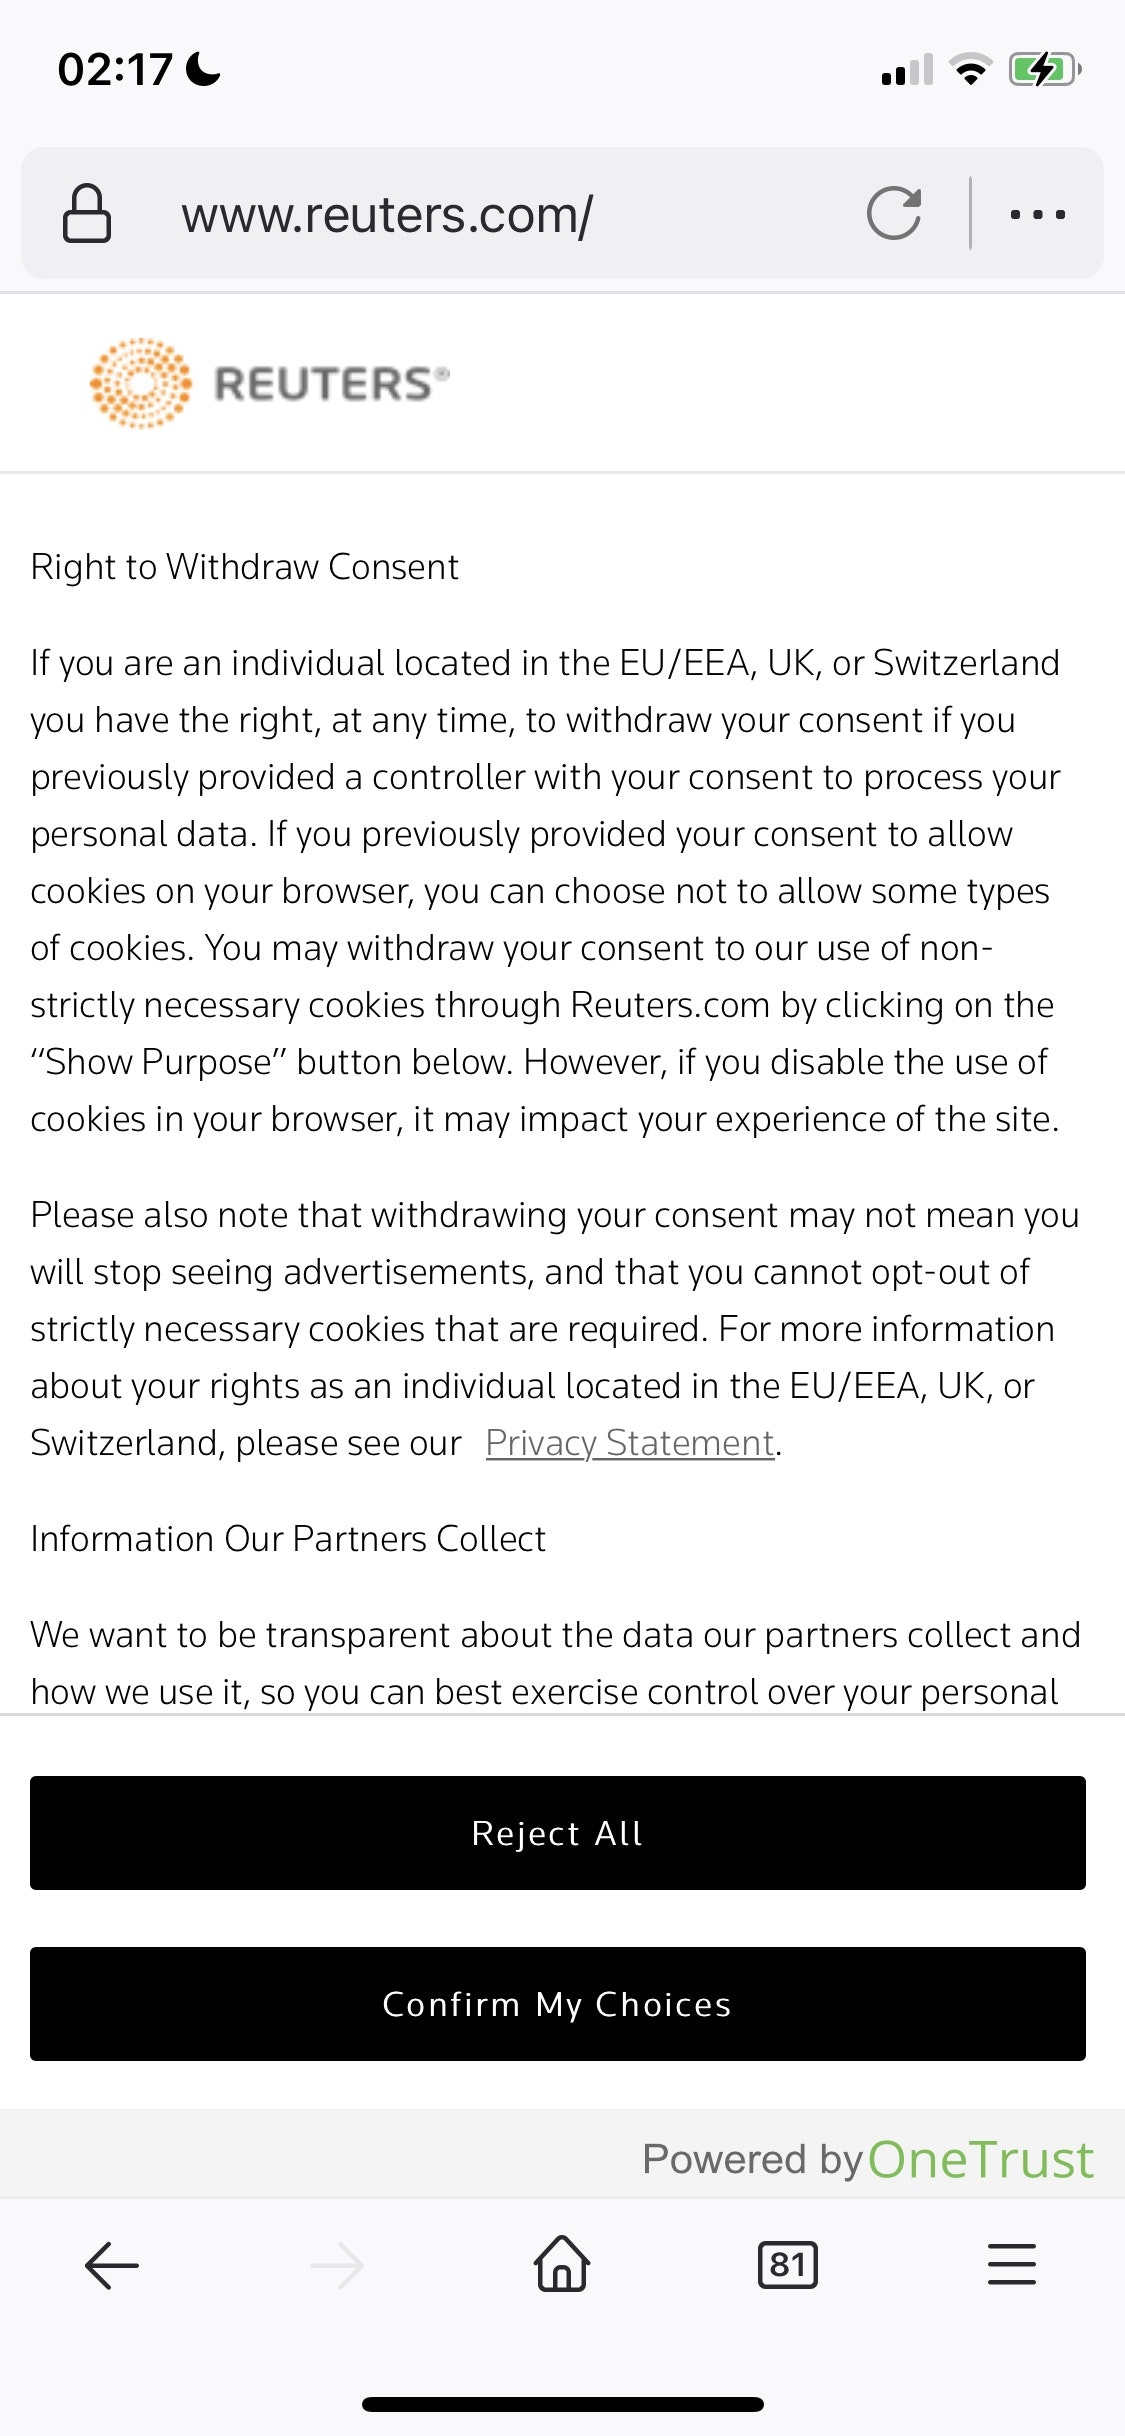 02:17
www.reuters.com/
REUTERS®
Right to Withdraw Consent
If you are an individual located in the EU/EEA, UK, or Switzerland
you have the right, at any time, to withdraw your consent if you
previously provided a controller with your consent to process your
personal data. If you previously provided your consent to allow
cookies on your browser, you can choose not to allow some types
of cookies. You may withdraw your consent to our use of non-
strictly necessary cookies through Reuters.com by clicking on the
“Show Purpose” button below. However, if you disable the use of
cookies in your browser, it may impact your experience of the site.
Please also note that withdrawing your consent may not mean you
will stop seeing advertisements, and that you cannot opt-out of
strictly necessary cookies that are required. For more information
about your rights as an individual located in the EU/EEA, UK, or
Switzerland, please see our Privacy Statement.
Information Our Partners Collect
We want to be transparent about the data our partners collect and
how we use it, so you can best exercise control over your personal
Reject All
Confirm My Choices
Powered by OneTrust
81